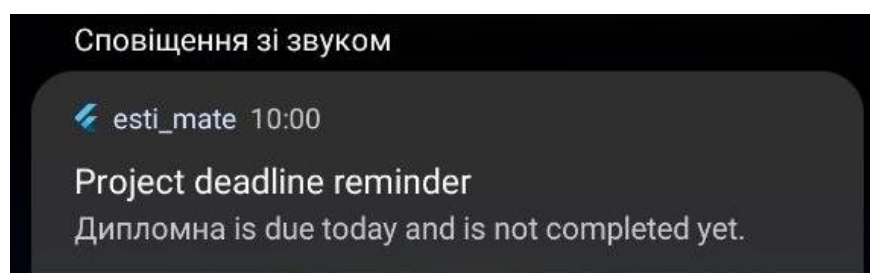 Сповіщення зі звуком
esti_mate 10:00
Project deadline reminder
Дипломна is due today and is not completed yet.